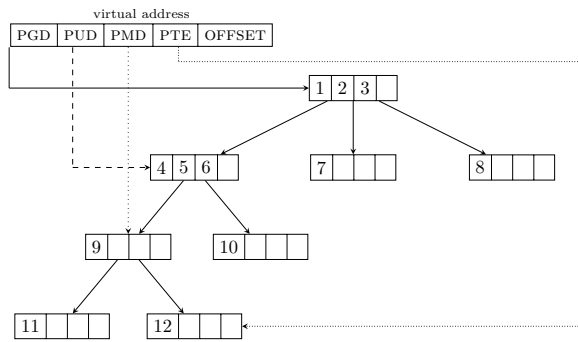 virtual address
PGD PUD PMD PTE OFFSET
1 2 3
4 5 6 7 8
9 10
11 12